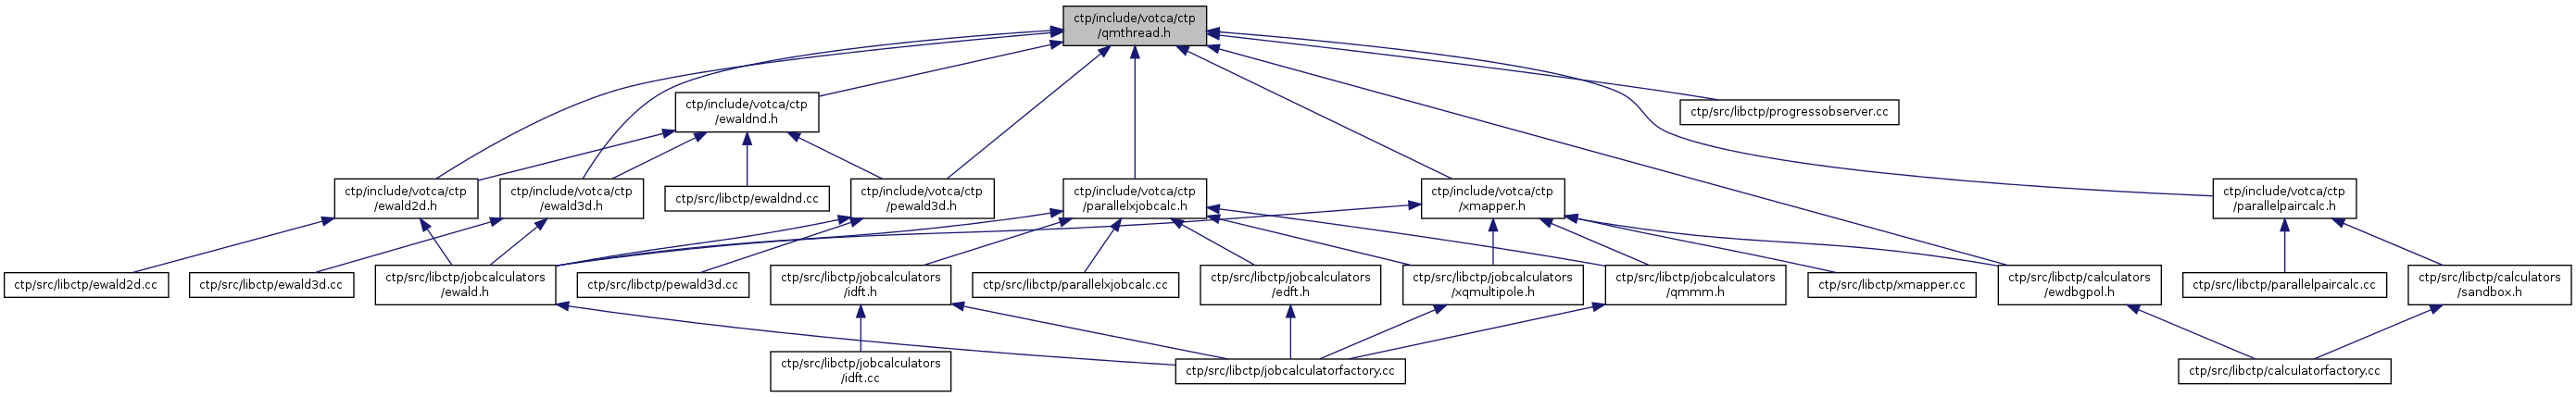 ctp/include/votca/ctp
/qmthread.h
ctp/include/votca/ctp
/ewaldnd.h
ctp/src/libctp/progressobserver.cc
ctp/include/votca/ctp
/ewald2d.h
ctp/include/votca/ctp
/ewald3d.h
ctp/src/libctp/ewaldnd.cc
ctp/include/votca/ctp
/pewald3d.h
ctp/include/votca/ctp
/parallelxjobcalc.h
ctp/include/votca/ctp
/xmapper.h
ctp/include/votca/ctp
/parallelpaircalc.h
ctp/src/libctp/ewald2d.cc
ctp/src/libctp/ewald3d.cc
ctp/src/libctp/jobcalculators
/ewald.h
ctp/src/libctp/pewald3d.cc
ctp/src/libctp/jobcalculators
/idft.h
ctp/src/libctp/parallelxjobcalc.cc
ctp/src/libctp/jobcalculators
/edft.h
ctp/src/libctp/jobcalculators
/xqmultipole.h
ctp/src/libctp/jobcalculators
/qmmm.h
ctp/src/libctp/xmapper.cc
ctp/src/libctp/calculators
/ewdbgpol.h
ctp/src/libctp/parallelpaircalc.cc
ctp/src/libctp/calculators
/sandbox.h
ctp/src/libctp/jobcalculators
/idft.cc
ctp/src/libctp/jobcalculatorfactory.cc
ctp/src/libctp/calculatorfactory.cc